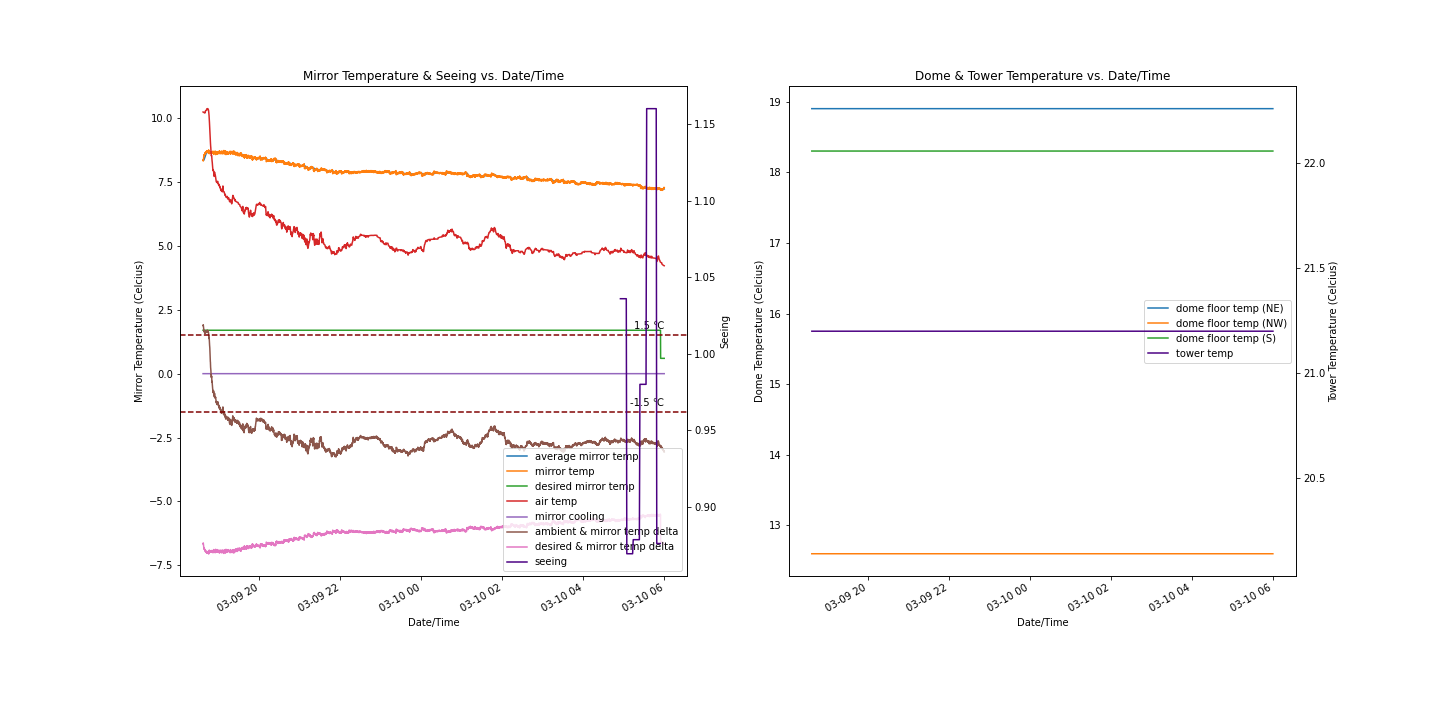 Mirror Temperature & Seeing vs. Date/Time
Mirror Temperature (Celcius)
10.0
7.5
5.0
2.5
0.0
−2.5
−5.0
−7.5
1.15
1.10
1.05
1.00
0.95
0.90
Seeing
1.5 °C
-1.5 °C
average mirror temp
mirror temp
desired mirror temp
air temp
mirror cooling
ambient & mirror temp delta
desired & mirror temp delta
seeing
03-09 20
03-09 22
03-10 00
03-10 02
03-10 04
03-10 06
Date/Time
Dome & Tower Temperature vs. Date/Time
Dome Temperature (Celcius)
19
18
17
16
15
14
13
22.0
21.5
21.0
20.5
Tower Temperature (Celcius)
dome floor temp (NE)
dome floor temp (NW)
dome floor temp (S)
tower temp
03-09 20
03-09 22
03-10 00
03-10 02
03-10 04
03-10 06
Date/Time